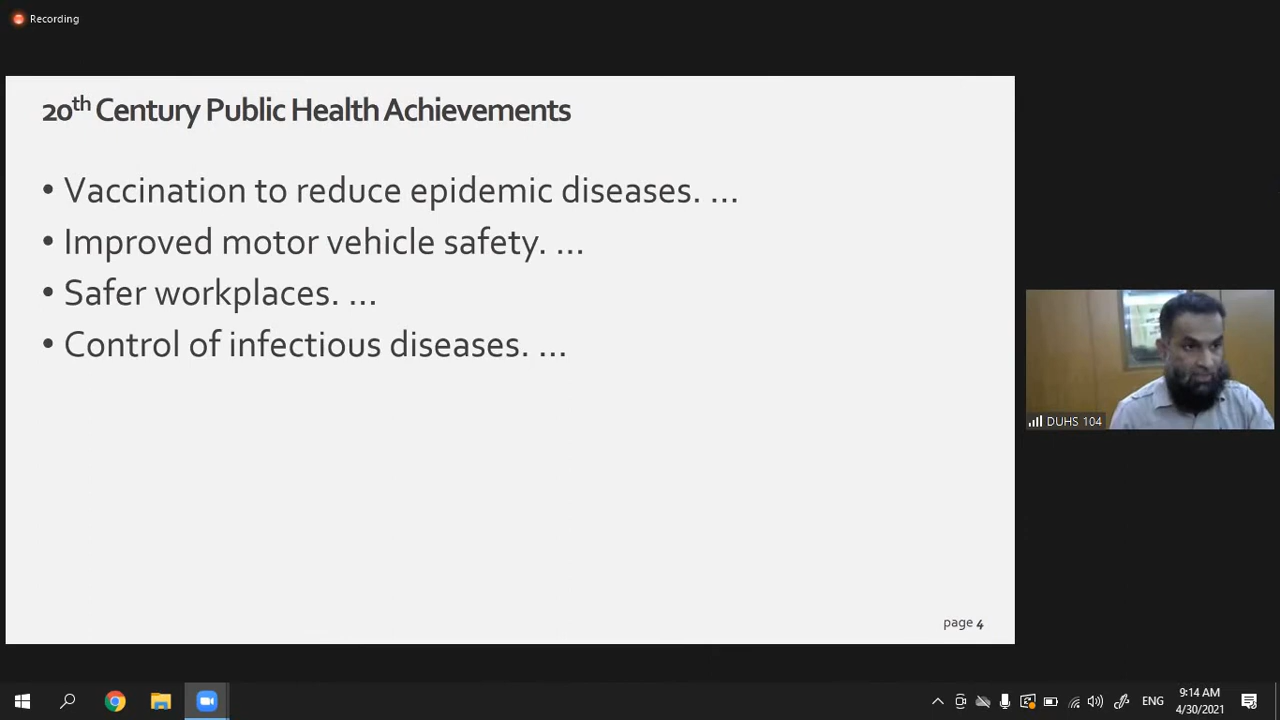 Recording
20th Century Public Health Achievements
• Vaccination to reduce epidemic diseases. ...
• Improved motor vehicle safety. ...
• Safer workplaces. ...
• Control of infectious diseases. ...
DUHS 104
page 4
ENG
9:14 AM
4/30/2021